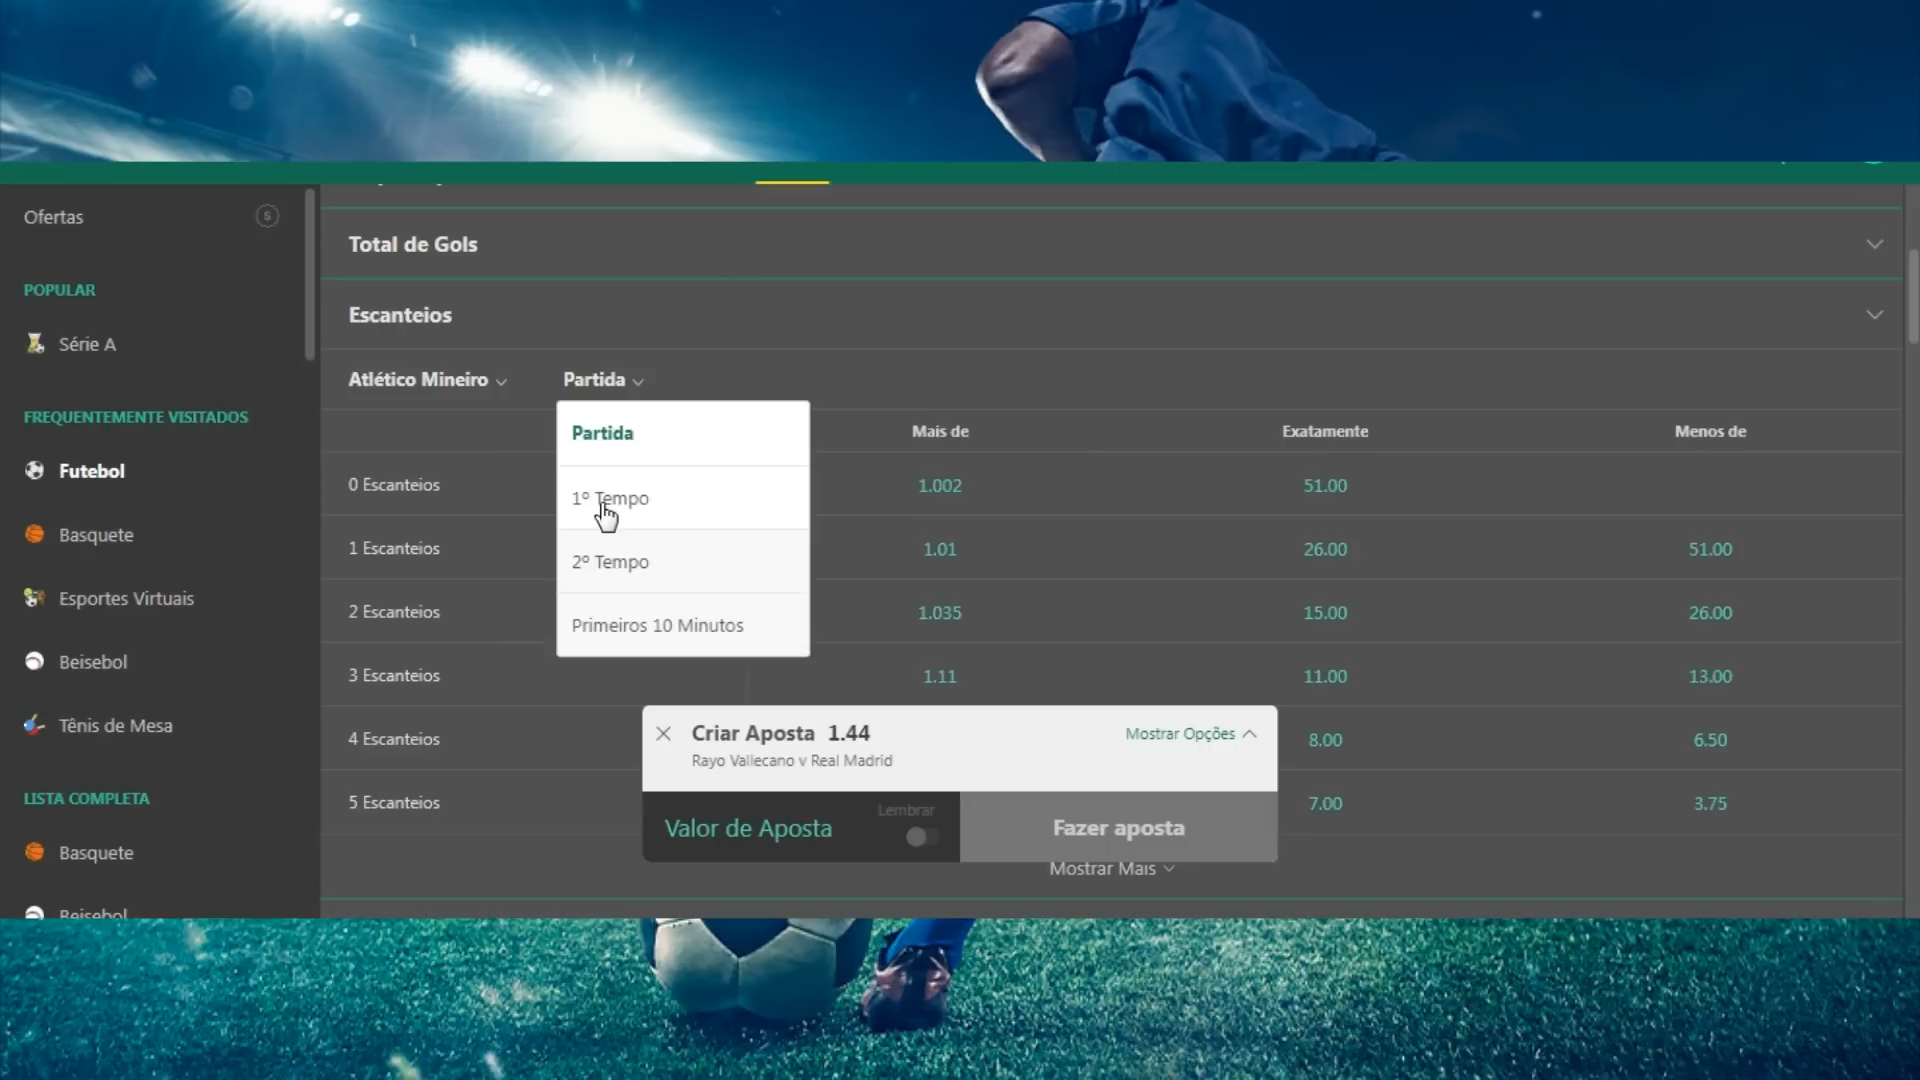 Ofertas
POPULAR
Série A
FREQUENTEMENTE VISITADOS
Futebol
Basquete
Esportes Virtuais
Beisebol
Tênis de Mesa
LISTA COMPLETA
Basquete
Beisebol
Total de Gols
Escanteios
Atlético Mineiro Partida
Partida
1º Tempo
2º Tempo
Primeiros 10 Minutos
Mais de Exatamente Menos de
0 Escanteios 1.002 51.00
1 Escanteios 1.01 26.00 51.00
2 Escanteios 1.035 15.00 26.00
3 Escanteios 1.11 11.00 13.00
4 Escanteios 8.00 6.50
5 Escanteios 7.00 3.75
Criar Aposta 1.44 Mostrar Opções
Rayo Vallecano v Real Madrid
Valor de Aposta Lembrar Fazer aposta
Mostrar Mais